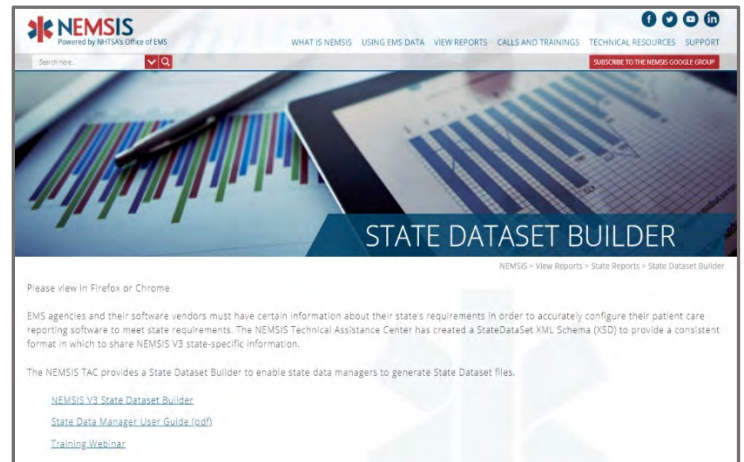 NEMSIS
Powered by NHTSA's Office of EMS
WHAT IS NEMSIS USING EMS DATA VIEW REPORTS CALLS AND TRAININGS TECHNICAL RESOURCES SUPPORT
Search here..
SUBSCRIBE TO THE NEMSIS GOOGLE GROUP
STATE DATASET BUILDER
NEMSIS > View Reports > State Reports > State Dataset Builder
Please view in Firefox or Chrome
EMS agencies and their software vendors must have certain information about their state's requirements in order to accurately configure their patient care
reporting software to meet state requirements. The NEMSIS Technical Assistance Center has created a StateDataSet XML Schema (XSD) to provide a consistent
format in which to share NEMSIS V3 state-specific information.
The NEMSIS TAC provides a State Dataset Builder to enable state data managers to generate State Dataset files.
NEMSIS V3 State Dataset Builder
State Data Manager User Guide (pdf)
Training Webinar